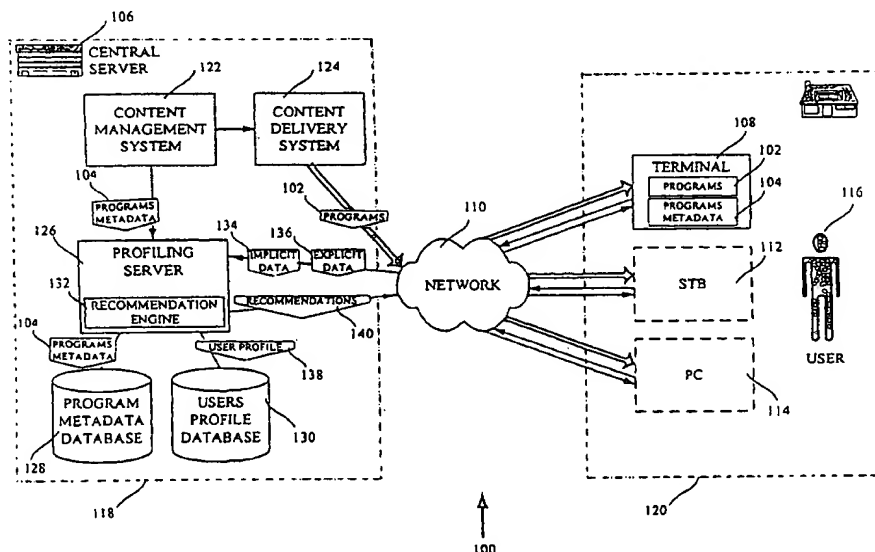 106
CENTRAL
SERVER
122
124
CONTENT
MANAGEMENT
SYSTEM
CONTENT
DELIVERY
SYSTEM
108
102
TERMINAL
PROGRAMS
104
PROGRAMS
METADATA
116
104
PROGRAMS
METADATA
102
PROGRAMS
110
126
134
136
PROFILING
SERVER
IMPLICIT
DATA
EXPLICIT
DATA
NETWORK
112
STB
132
RECOMMENDATION
ENGINE
RECOMMENDATIONS
140
USER
104
PROGRAMS
METADATA
USER PROFILE
138
PC
114
PROGRAM
METADATA
DATABASE
128
USERS
PROFILE
DATABASE
130
118
120
100